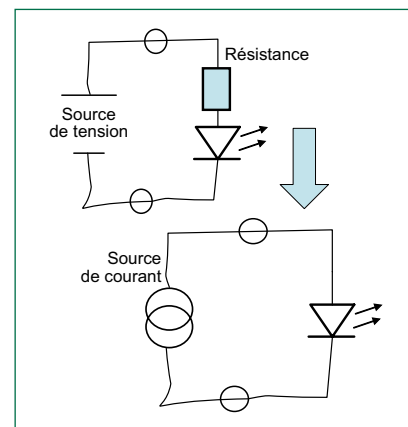 Résistance
Source
de tension
Source
de courant